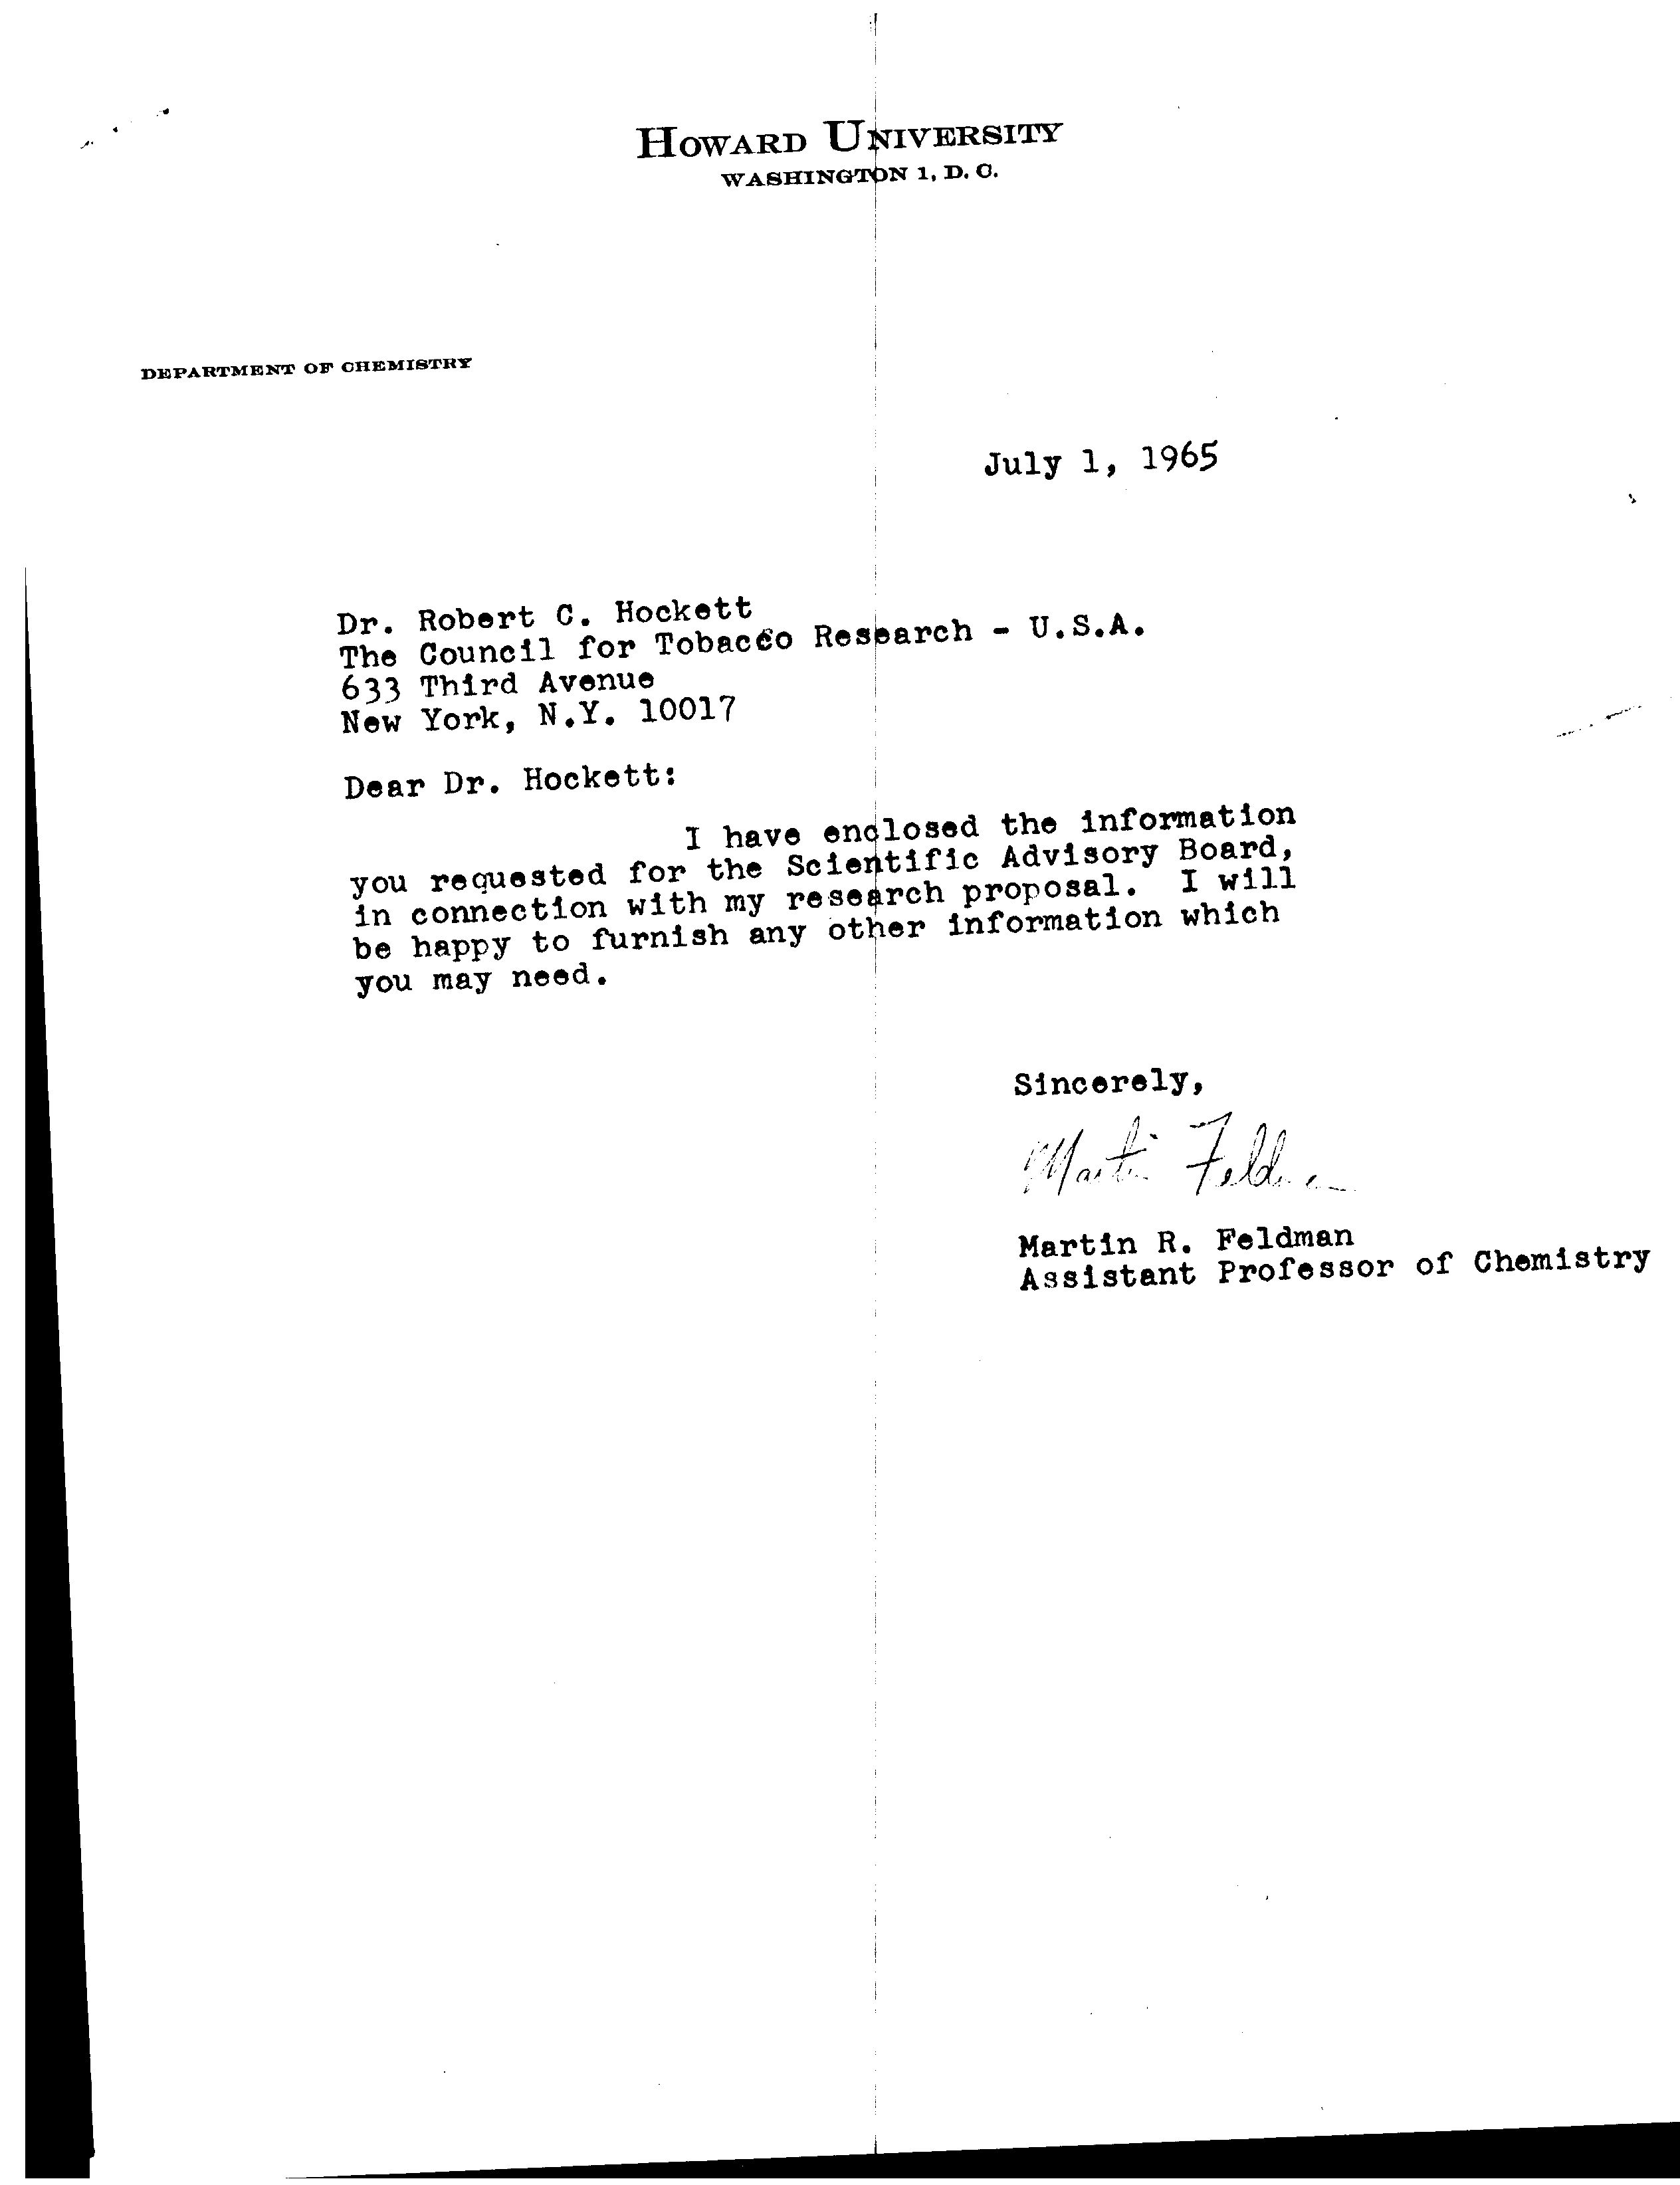 HOWARD UNIVERSITY
WASHINGTON 1, D. C.
DEPARTMENT OF CHEMISTRY
July 1, 1965
Dr. Robert C. Hockett
The Council for Tobacco Research - U.S.A.
633 Third Avenue
New York, N.Y. 10017
Dear Dr. Hockett:
I have enclosed the information
you requested for the Scientific Advisory Board,
in connection with my research proposal.  I will
be happy to furnish any other information which
you may need.
Sincerely,
Martin Feldman
Martin R. Feldman
Assistant Professor of Chemistry